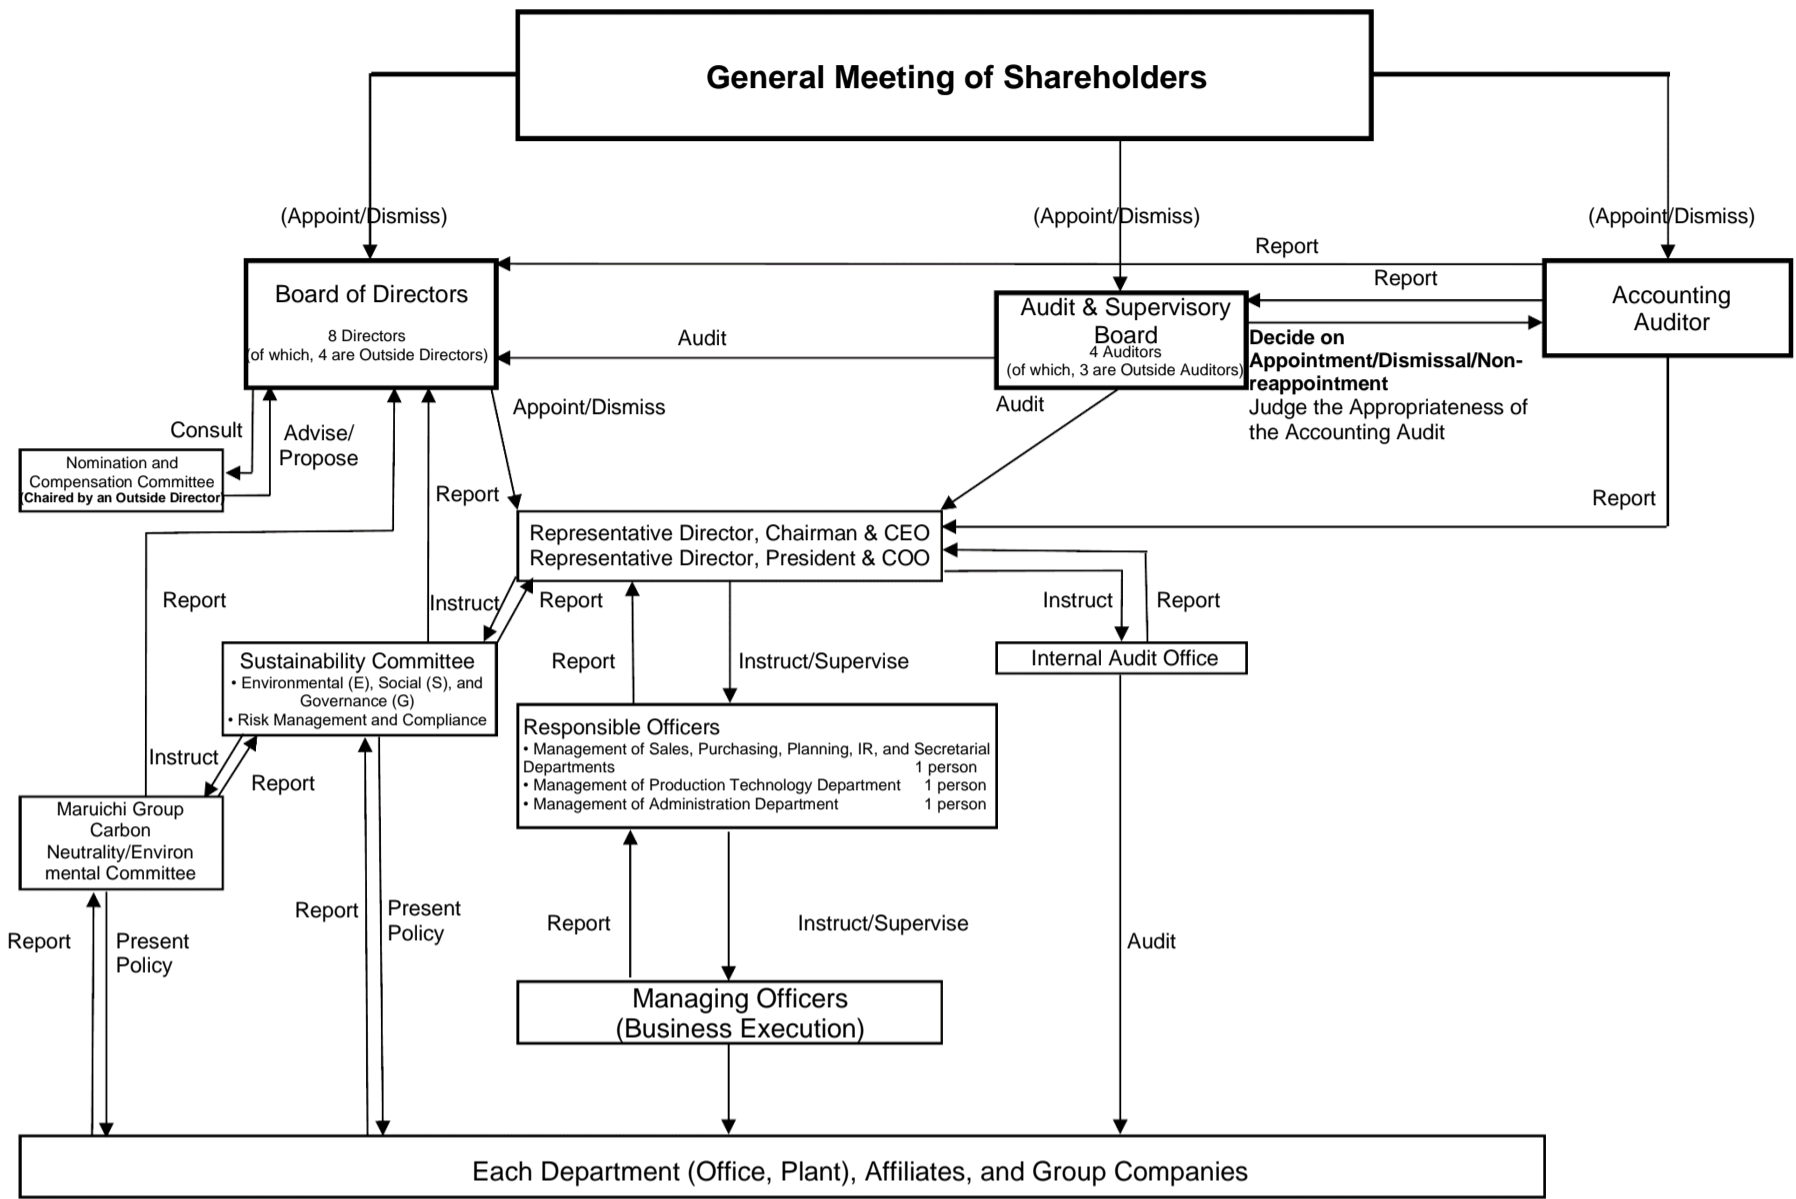 General Meeting of Shareholders
(Appoint/Dismiss)
(Appoint/Dismiss)
(Appoint/Dismiss)
Report
Report
Board of Directors
8 Directors
(of which, 4 are Outside Directors)
Audit
Audit & Supervisory
Board
4 Auditors
(of which, 3 are Outside Auditors)
Accounting
Auditor
Decide on
Appointment/Dismissal/Non-
reappointment
Judge the Appropriateness of
the Accounting Audit
Appoint/Dismiss
Audit
Consult
Advise/
Propose
Nomination and
Compensation Committee
(Chaired by an Outside Director)
Report
Report
Representative Director, Chairman & CEO
Representative Director, President & COO
Report
Instruct
Report
Instruct
Report
Sustainability Committee
• Environmental (E), Social (S), and
Governance (G)
• Risk Management and Compliance
Report
Instruct/Supervise
Internal Audit Office
Responsible Officers
• Management of Sales, Purchasing, Planning, IR, and Secretarial
Departments 1 person
• Management of Production Technology Department 1 person
• Management of Administration Department 1 person
Instruct
Report
Maruichi Group
Carbon
Neutrality/Environ
mental Committee
Report
Present
Policy
Report
Present
Policy
Report
Instruct/Supervise
Audit
Managing Officers
(Business Execution)
Each Department (Office, Plant), Affiliates, and Group Companies